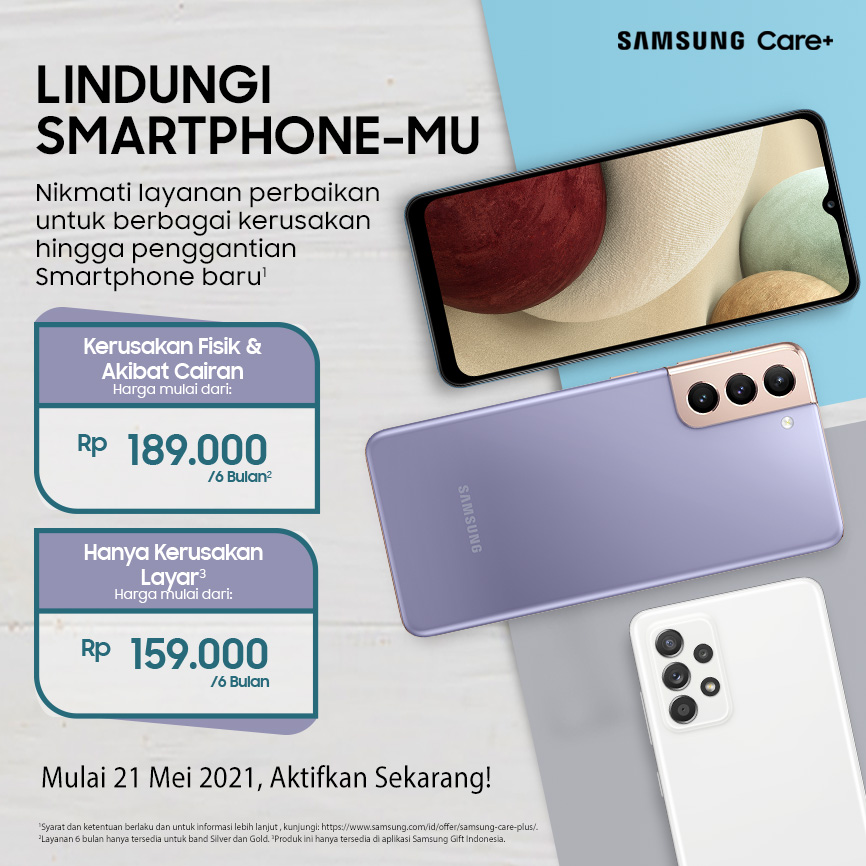 SAMSUNG Care+
LINDUNGI
SMARTPHONE-MU
Nikmati layanan perbaikan
untuk berbagai kerusakan
hingga penggantian
Smartphone baru¹
Kerusakan Fisik &
Akibat Cairan
Harga mulai dari:
Rp 189.000
/6 Bulan²
Hanya Kerusakan
Layar³
Harga mulai dari:
Rp 159.000
/6 Bulan
SAMSUNG
Mulai 21 Mei 2021, Aktifkan Sekarang!
¹Syarat dan ketentuan berlaku dan untuk informasi lebih lanjut , kunjungi: https://www.samsung.com/id/offer/samsung-care-plus/.
²Layanan 6 bulan hanya tersedia untuk band Silver dan Gold. ³Produk ini hanya tersedia di aplikasi Samsung Gift Indonesia.